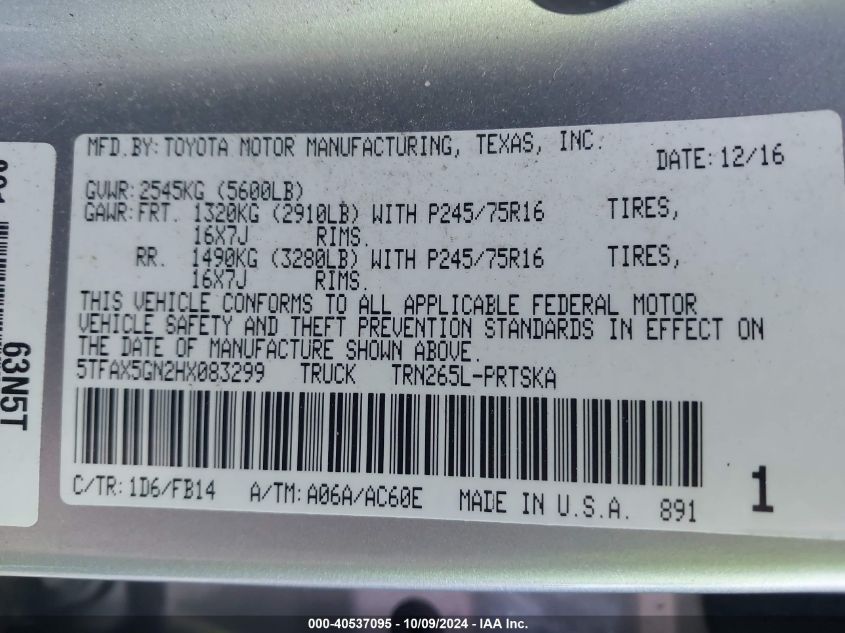 MFD.BY: TOYOTA MOTOR MANUFACTURING, TEXAS, INC.
DATE: 12/16
GVWR: 2545KG (5600LB)
GAWR: FRT. 1320KG (2910LB) WITH P245/75R16 TIRES,
16X7J RIMS.
RR. 1490KG (3280LB) WITH P245/75R16 TIRES,
16X7J RIMS.
THIS VEHICLE CONFORMS TO ALL APPLICABLE FEDERAL MOTOR
VEHICLE SAFETY AND THEFT PREVENTION STANDARDS IN EFFECT ON
THE DATE OF MANUFACTURE SHOWN ABOVE.
5TFAX5GN2HX083299 TRUCK TRN265L-PRTSKA
C/TR: 1D6/FB14 A/TM: A06A/AC60E MADE IN U.S.A. 891
1
63N5T
000-40537095 - 10/09/2024 - IAA Inc.